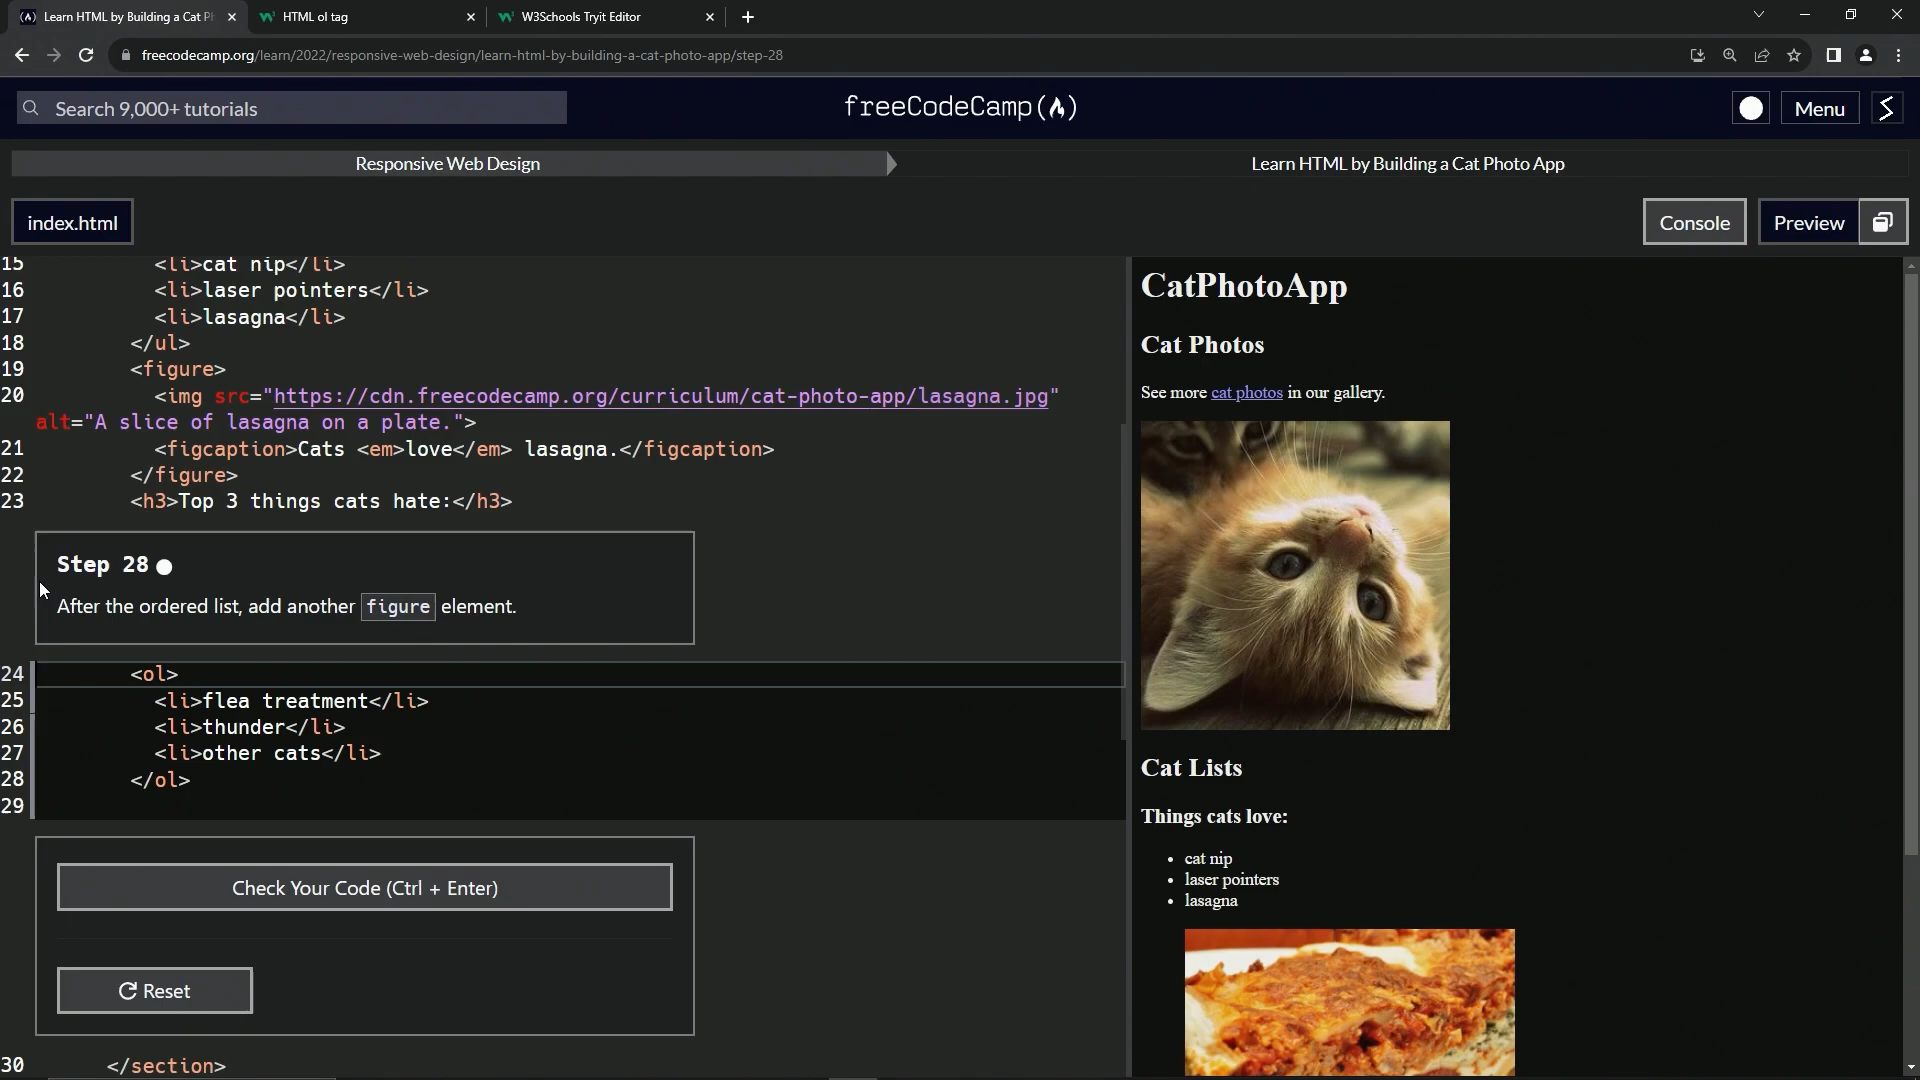 Learn HTML by Building a Cat P
HTML ol tag
W3Schools Tryit Editor
freecodecamp.org/learn/2022/responsive-web-design/learn-html-by-building-a-cat-photo-app/step-28
Search 9,000+ tutorials
freeCodeCamp
Menu
Responsive Web Design
Learn HTML by Building a Cat Photo App
index.html
Console
Preview
15 <li>cat nip</li>
16 <li>laser pointers</li>
17 <li>lasagna</li>
18 </ul>
19 <figure>
20 <img src="https://cdn.freecodecamp.org/curriculum/cat-photo-app/lasagna.jpg"
alt="A slice of lasagna on a plate.">
21 <figcaption>Cats <em>love</em> lasagna.</figcaption>
22 </figure>
23 <h3>Top 3 things cats hate:</h3>
Step 28
After the ordered list, add another figure element.
24 <ol>
25 <li>flea treatment</li>
26 <li>thunder</li>
27 <li>other cats</li>
28 </ol>
29
Check Your Code (Ctrl + Enter)
Reset
30 </section>
CatPhotoApp
Cat Photos
See more cat photos in our gallery.
Cat Lists
Things cats love:
• cat nip
• laser pointers
• lasagna